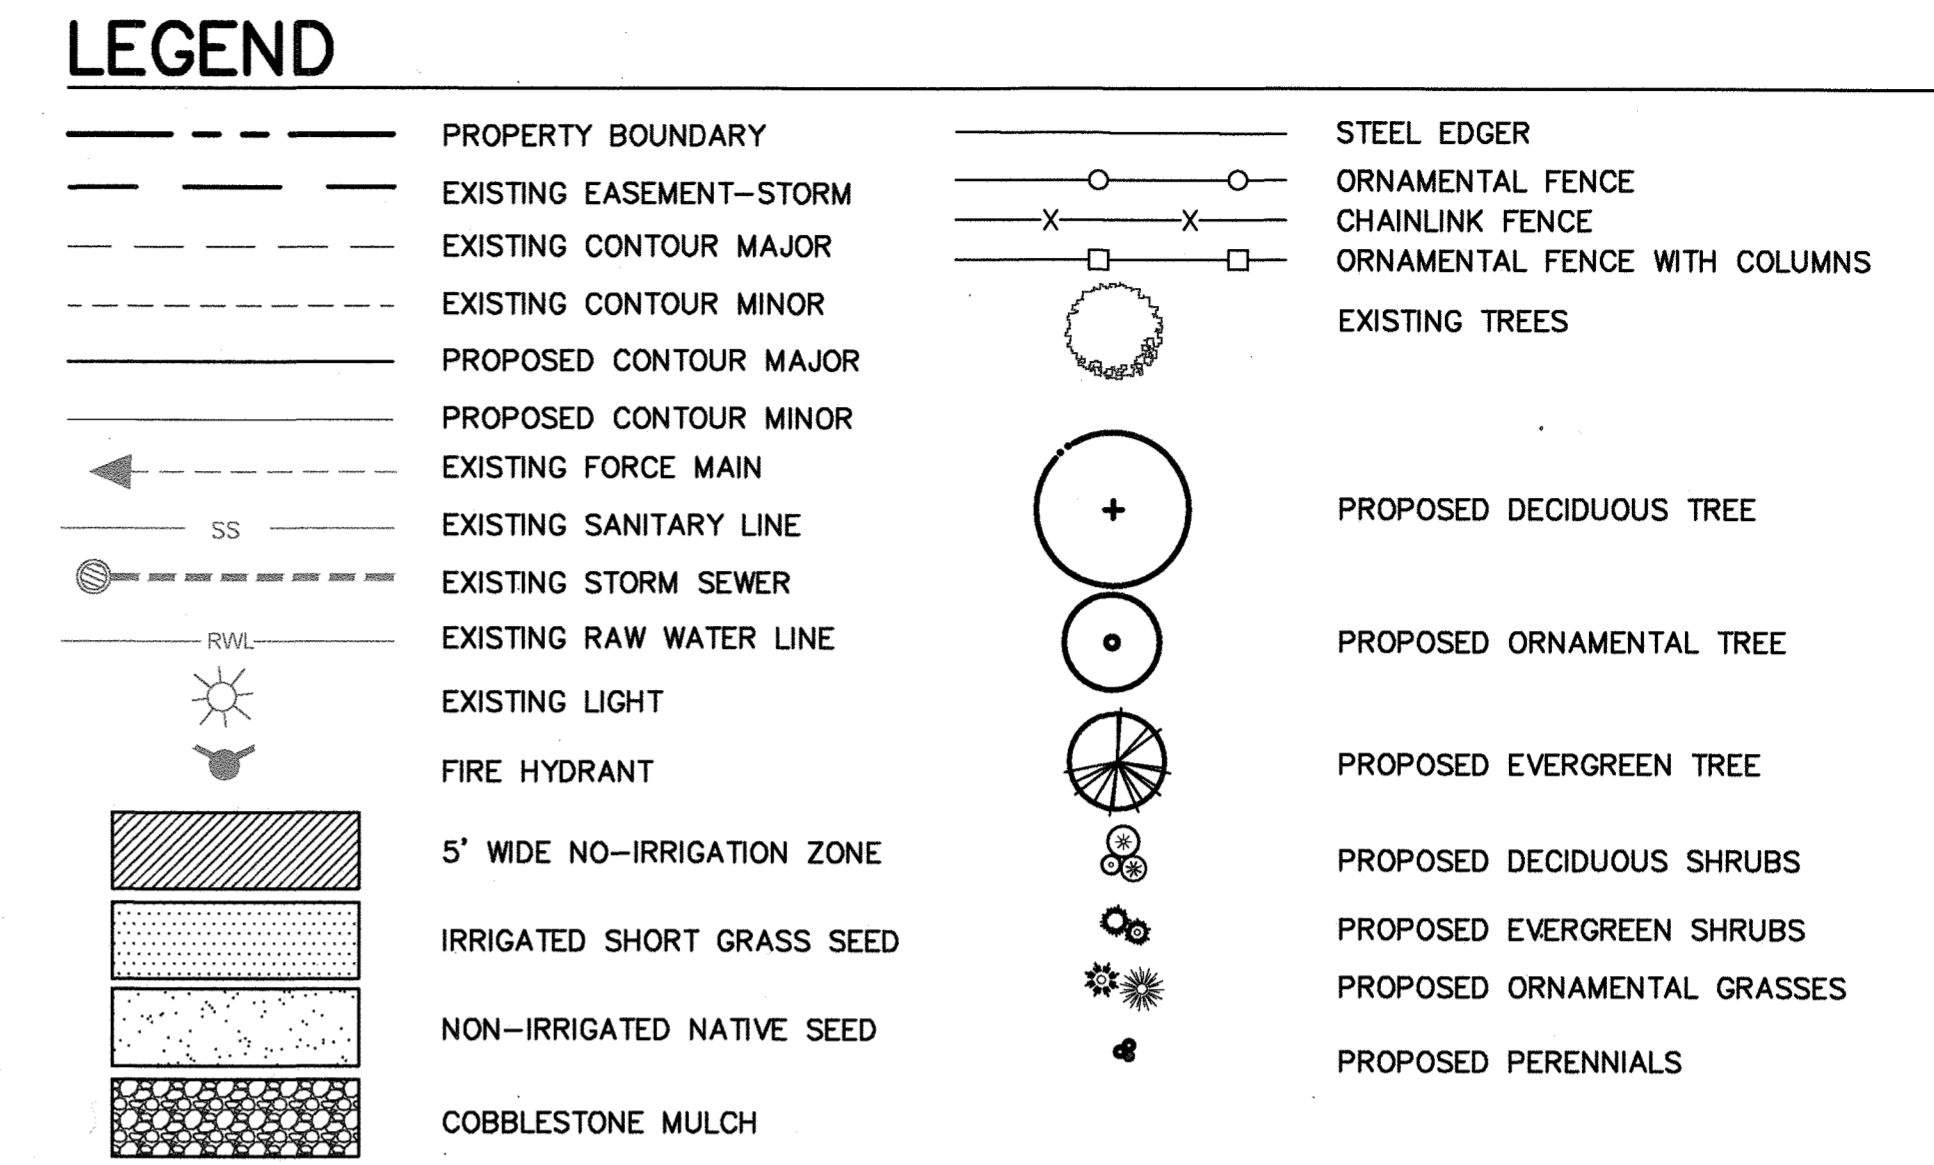 LEGEND
PROPERTY BOUNDARY
EXISTING EASEMENT-STORM
EXISTING CONTOUR MAJOR
EXISTING CONTOUR MINOR
PROPOSED CONTOUR MAJOR
PROPOSED CONTOUR MINOR
EXISTING FORCE MAIN
SS EXISTING SANITARY LINE
EXISTING STORM SEWER
RWL EXISTING RAW WATER LINE
EXISTING LIGHT
FIRE HYDRANT
5' WIDE NO-IRRIGATION ZONE
IRRIGATED SHORT GRASS SEED
NON-IRRIGATED NATIVE SEED
COBBLESTONE MULCH
STEEL EDGER
ORNAMENTAL FENCE
X X CHAINLINK FENCE
ORNAMENTAL FENCE WITH COLUMNS
EXISTING TREES
PROPOSED DECIDUOUS TREE
PROPOSED ORNAMENTAL TREE
PROPOSED EVERGREEN TREE
PROPOSED DECIDUOUS SHRUBS
PROPOSED EVERGREEN SHRUBS
PROPOSED ORNAMENTAL GRASSES
PROPOSED PERENNIALS